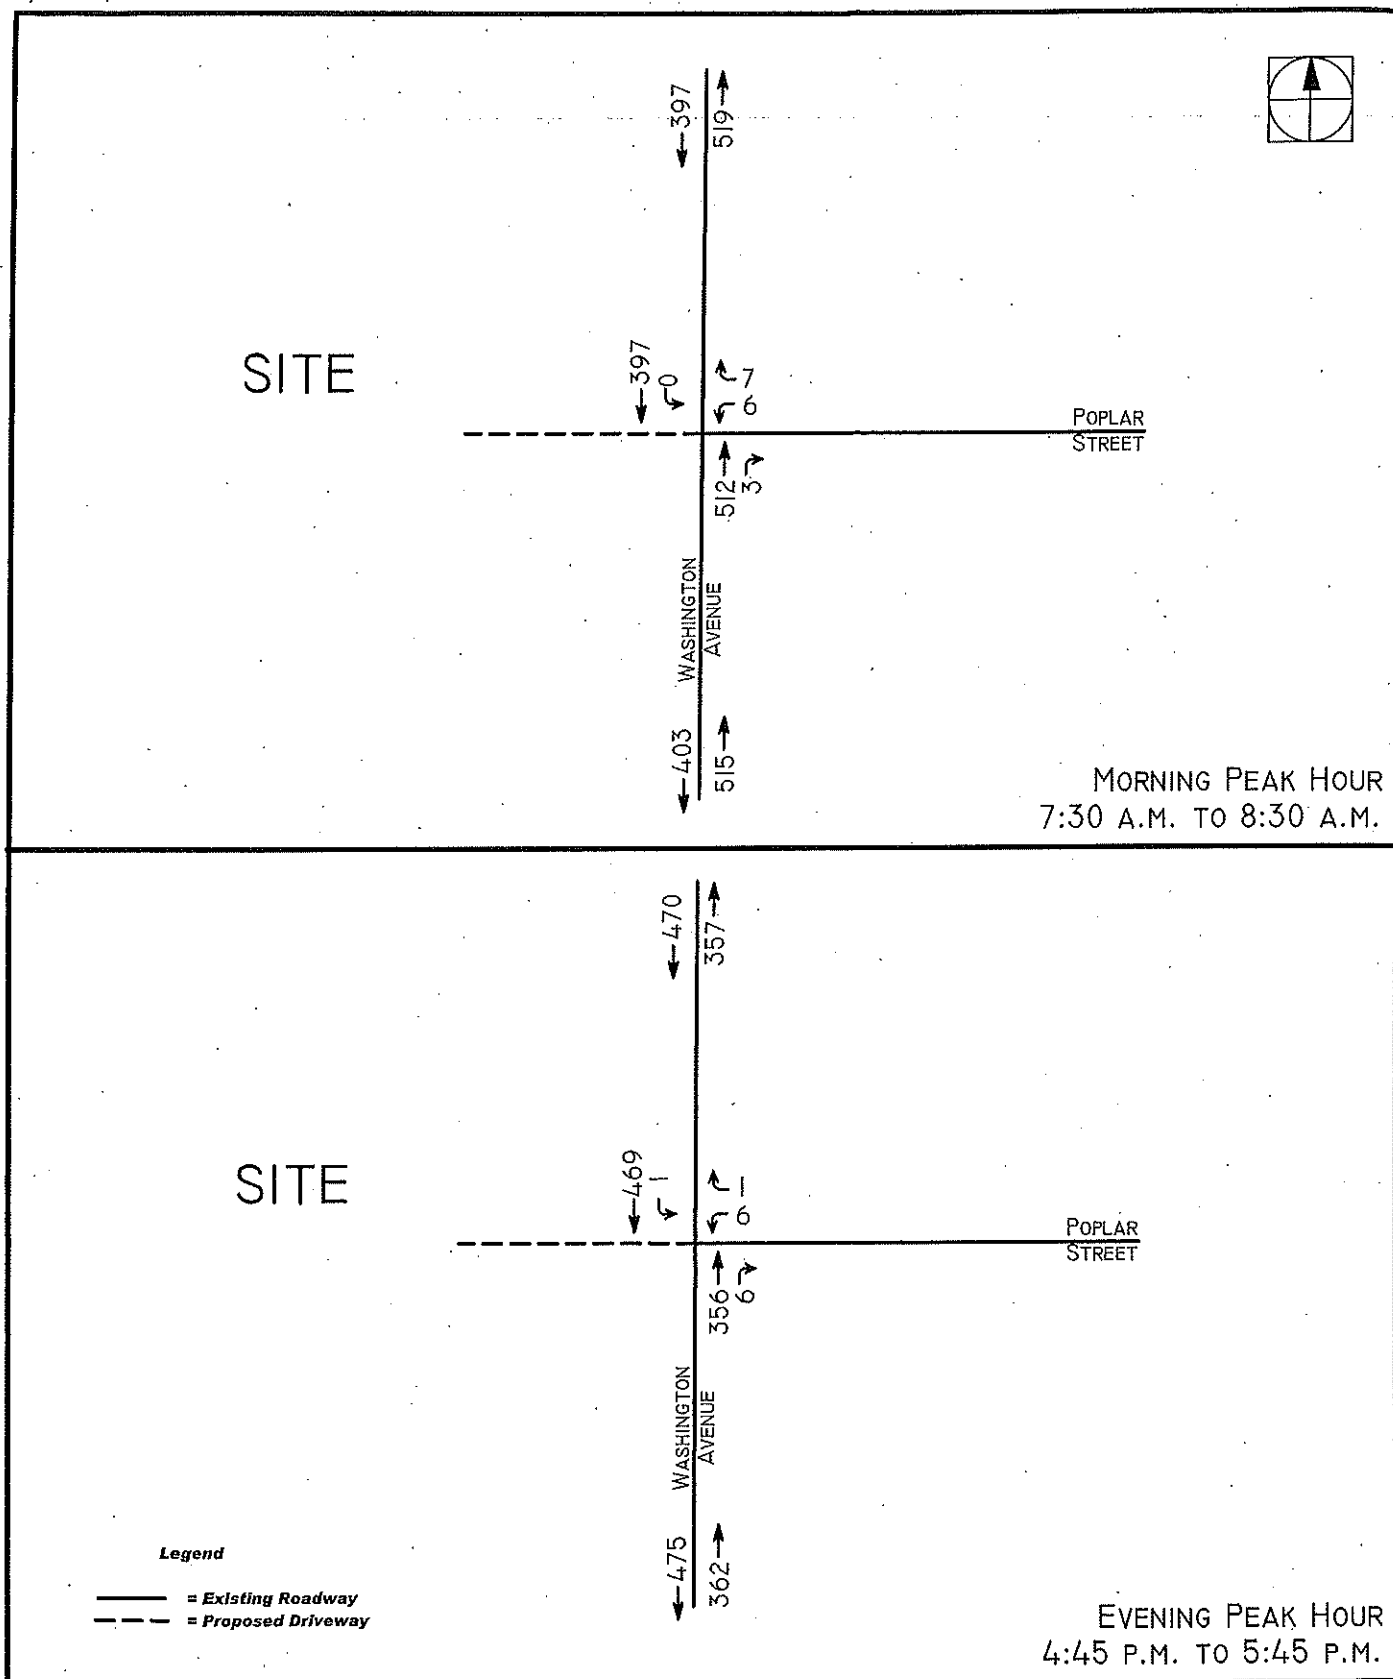 397
519
SITE
397
0
7
6
POPLAR
STREET
512
3
WASHINGTON
AVENUE
403
515
MORNING PEAK HOUR
7:30 A.M. TO 8:30 A.M.
470
357
SITE
469
1
1
6
POPLAR
STREET
356
6
WASHINGTON
AVENUE
475
362
Legend
= Existing Roadway
= Proposed Driveway
EVENING PEAK HOUR
4:45 P.M. TO 5:45 P.M.